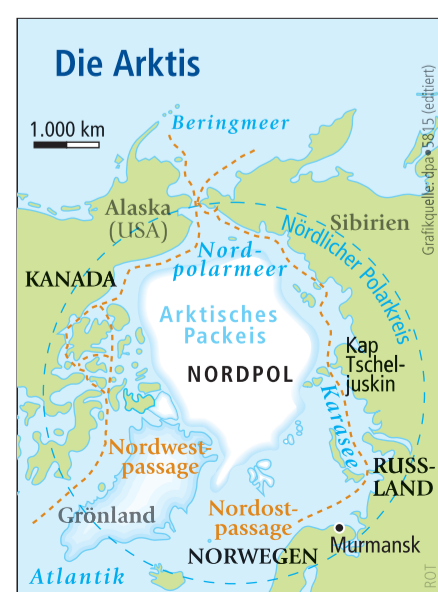 Die Arktis
1.000 km
Beringmeer
Alaska
(USA)
Sibirien
Nördlicher Polarkreis
Nord-
polarmeer
KANADA
Arktisches
Packeis
NORDPOL
Kap
Tschel-
juskin
Karasee
Nordwest-
passage
RUSS-
LAND
Grönland
Nordost-
passage
Murmansk
NORWEGEN
Atlantik
Grafikquelle: dpa•5815 (editiert)
ROT